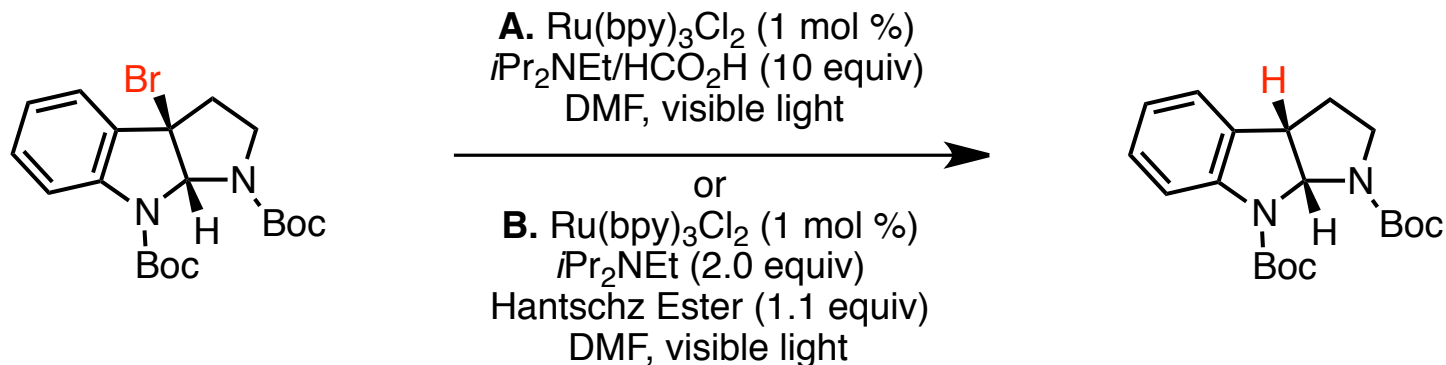 A. Ru(bpy)₃Cl₂ (1 mol %)
iPr₂NEt/HCO₂H (10 equiv)
DMF, visible light
or
B. Ru(bpy)₃Cl₂ (1 mol %)
iPr₂NEt (2.0 equiv)
Hantschz Ester (1.1 equiv)
DMF, visible light
Br
N
N
H
Boc
Boc
H
N
N
H
Boc
Boc